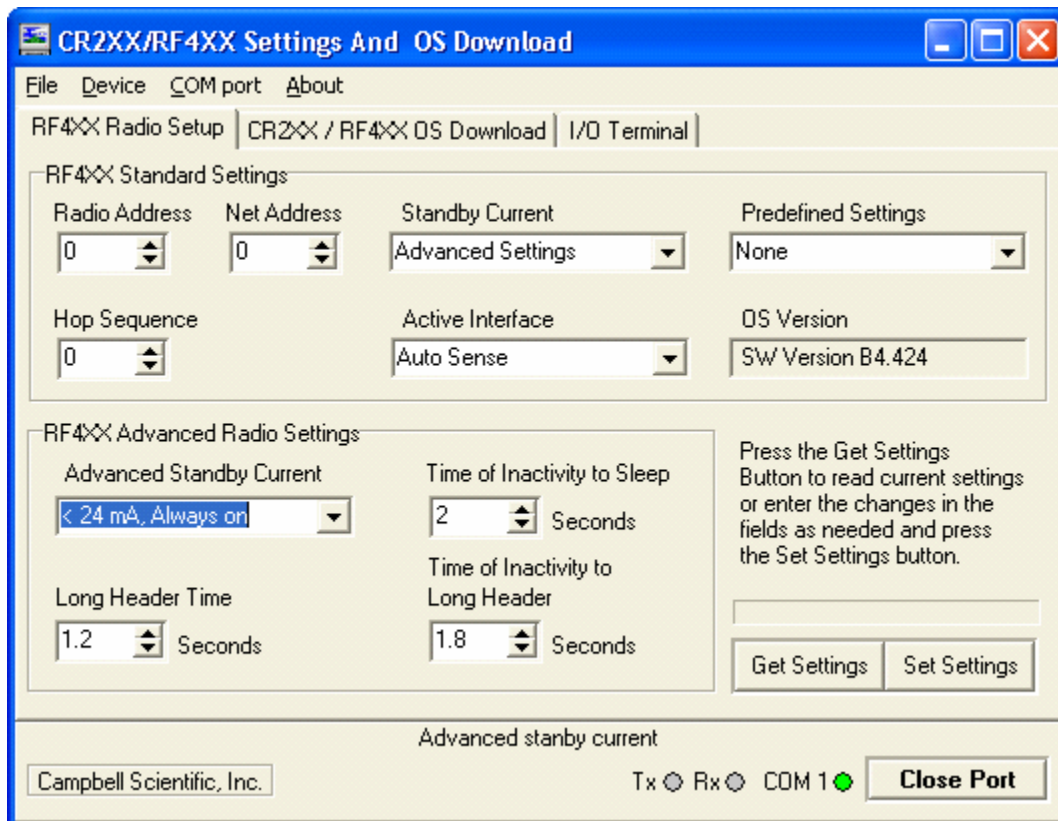 CR2XX/RF4XX Settings And OS Download
File Device COM port About
RF4XX Radio Setup CR2XX / RF4XX OS Download I/O Terminal
RF4XX Standard Settings
Radio Address Net Address Standby Current Predefined Settings
0 0 Advanced Settings None
Hop Sequence Active Interface OS Version
0 Auto Sense SW Version B4.424
RF4XX Advanced Radio Settings
Advanced Standby Current Time of Inactivity to Sleep
< 24 mA, Always on 2 Seconds
Long Header Time Time of Inactivity to
Long Header
1.2 Seconds 1.8 Seconds
Press the Get Settings
Button to read current settings
or enter the changes in the
fields as needed and press
the Set Settings button.
Get Settings Set Settings
Advanced stanby current
Campbell Scientific, Inc. Tx Rx COM 1 Close Port